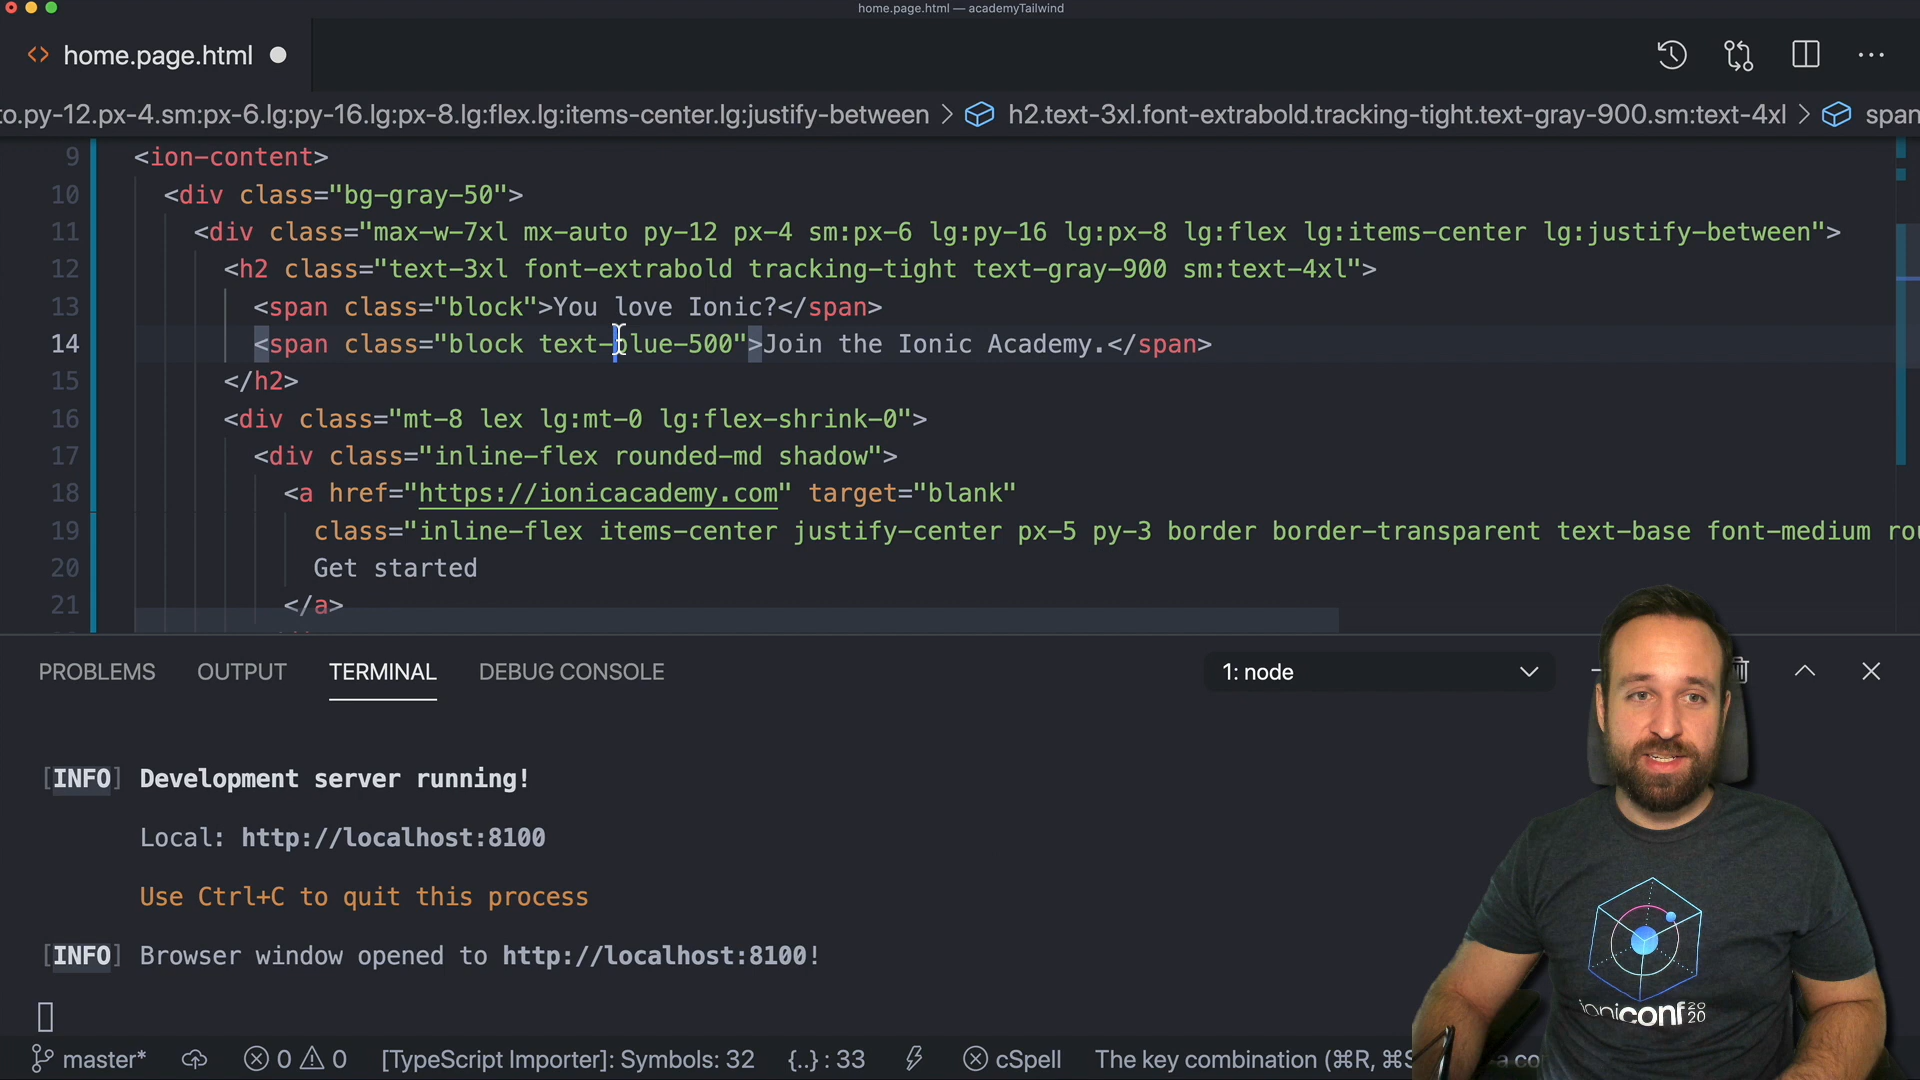 home.page.html — academyTailwind
home.page.html
to.py-12.px-4.sm:px-6.lg:py-16.lg:px-8.lg:flex.lg:items-center.lg:justify-between > h2.text-3xl.font-extrabold.tracking-tight.text-gray-900.sm:text-4xl > span
9 <ion-content>
10 <div class="bg-gray-50">
11 <div class="max-w-7xl mx-auto py-12 px-4 sm:px-6 lg:py-16 lg:px-8 lg:flex lg:items-center lg:justify-between">
12 <h2 class="text-3xl font-extrabold tracking-tight text-gray-900 sm:text-4xl">
13 <span class="block">You love Ionic?</span>
14 <span class="block text-blue-500">Join the Ionic Academy.</span>
15 </h2>
16 <div class="mt-8 lex lg:mt-0 lg:flex-shrink-0">
17 <div class="inline-flex rounded-md shadow">
18 <a href="https://ionicacademy.com" target="blank"
19 class="inline-flex items-center justify-center px-5 py-3 border border-transparent text-base font-medium rou
20 Get started
21 </a>
PROBLEMS OUTPUT TERMINAL DEBUG CONSOLE 1: node
[INFO] Development server running!
Local: http://localhost:8100
Use Ctrl+C to quit this process
[INFO] Browser window opened to http://localhost:8100!
ioniconf 2020
master* 0 0 [TypeScript Importer]: Symbols: 32 {..} : 33 cSpell The key combination (⌘R, ⌘S